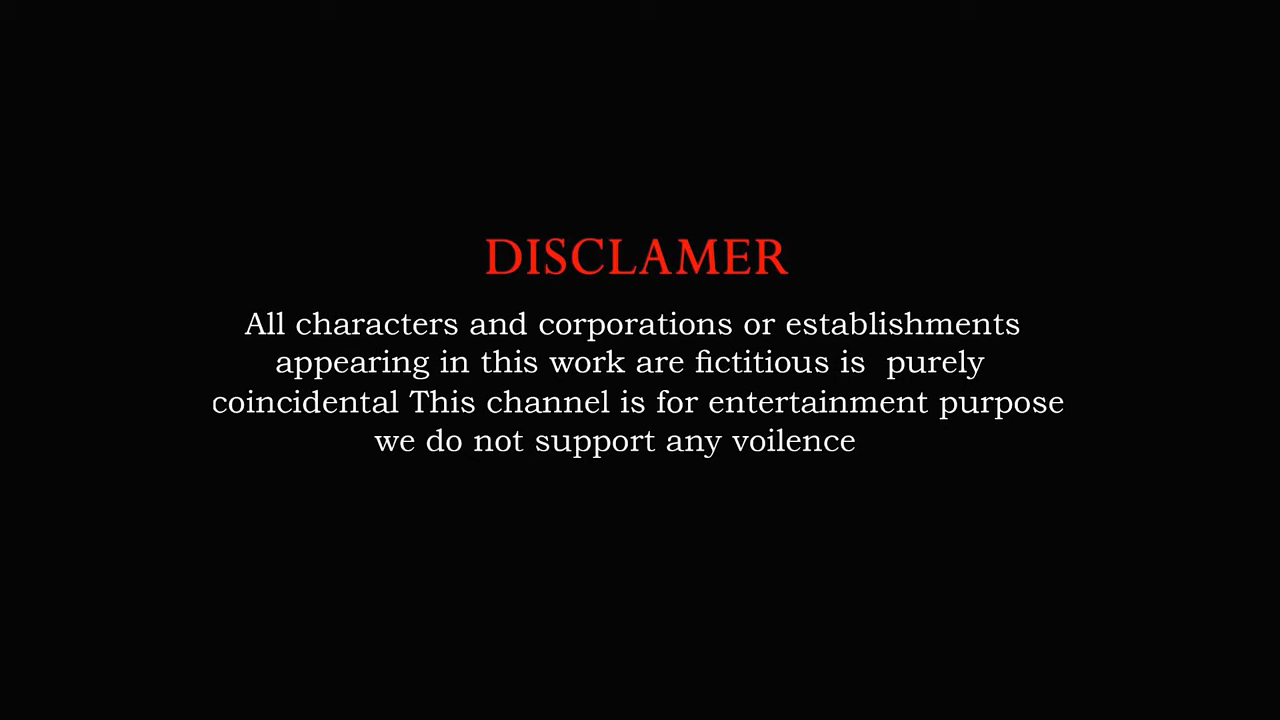 DISCLAMER
All characters and corporations or establishments
appearing in this work are fictitious is  purely
coincidental This channel is for entertainment purpose
we do not support any voilence